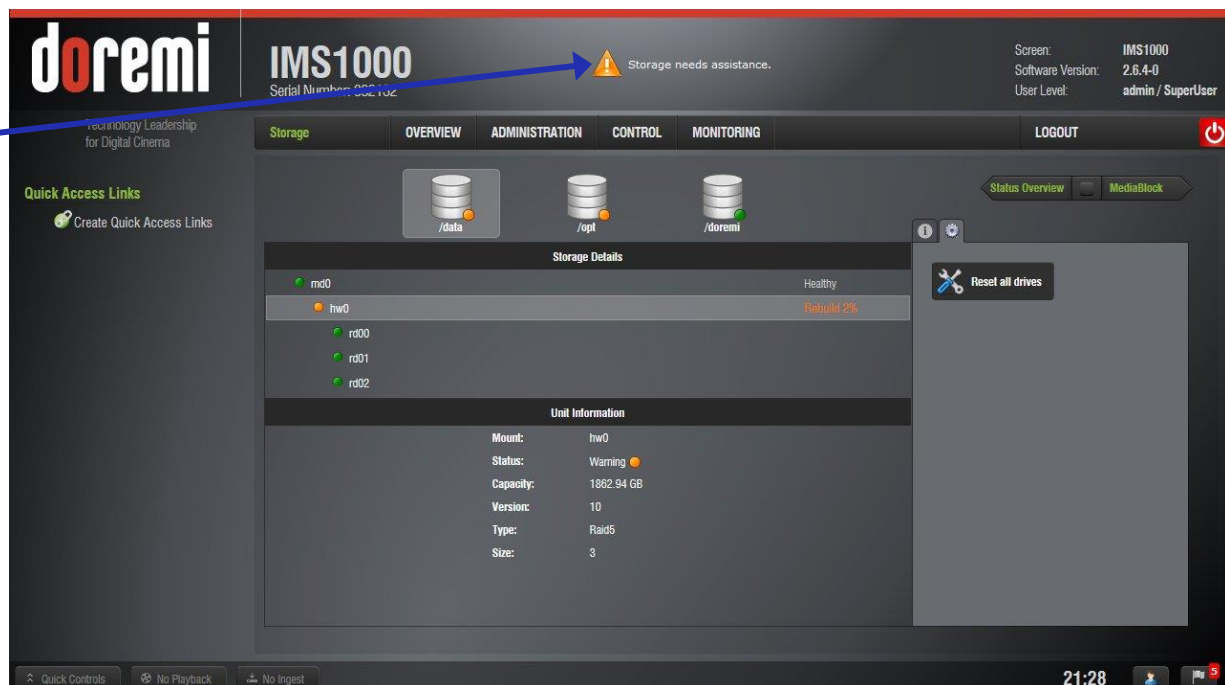 doremi
Technology Leadership
for Digital Cinema
IMS1000
Serial Number:
Storage needs assistance.
Screen: IMS1000
Software Version: 2.6.4-0
User Level: admin / SuperUser
Storage OVERVIEW ADMINISTRATION CONTROL MONITORING LOGOUT
Quick Access Links
Create Quick Access Links
/data /opt /doremi
Status Overview MediaBlock
Storage Details
md0 Healthy
hw0 Rebuild 2%
rd00
rd01
rd02
Reset all drives
Unit Information
Mount: hw0
Status: Warning
Capacity: 1862.94 GB
Version: 10
Type: Raid5
Size: 3
Quick Controls No Playback No Ingest 21:28 5